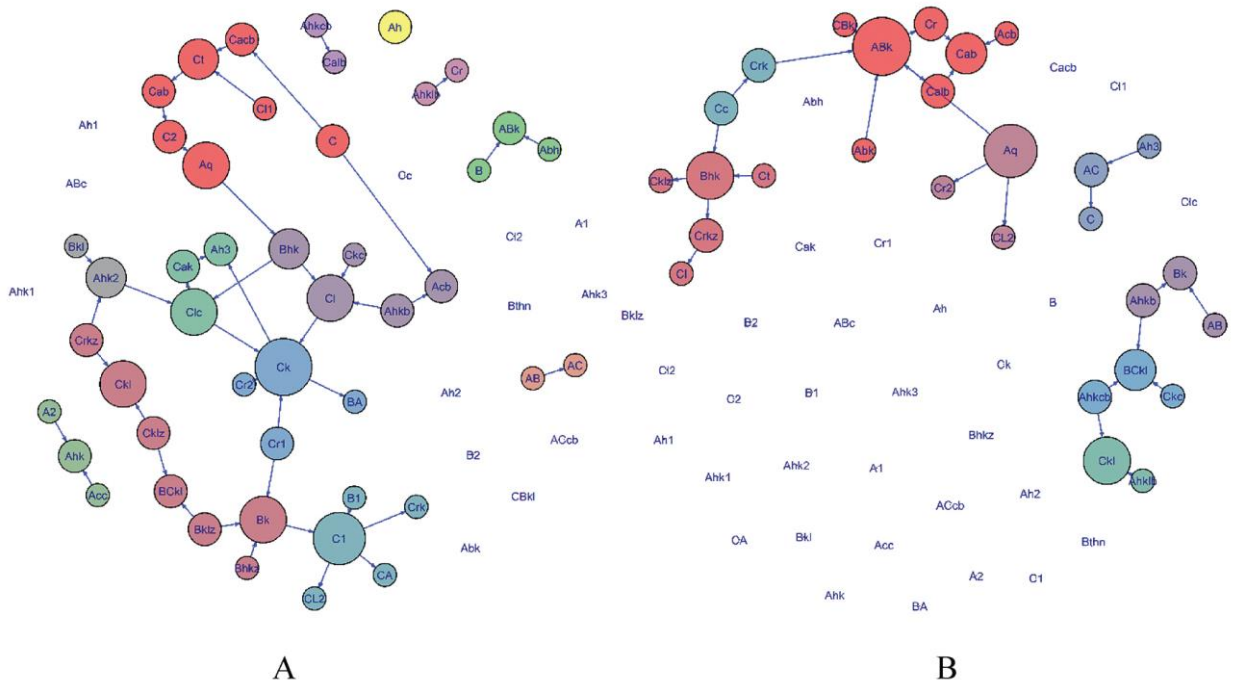 Ahkcb
Ah
Cacb
Ct
Calb
Cr
Ahklb
Cab
Cl1
C2
C
Ah1
Aq
ABk
Abh
B
Oc
ABc
A1
Cl2
Bkl
Cak
Ah3
Bhk
Ckc
Ahk2
Cl
Acb
Ahk1
Clc
Ahkb
Bthn
Ahk3
Bklz
Crkz
Ck
AC
AB
Ckl
Cr2
BA
Ah2
A2
Cklz
Cr1
ACcb
Ahk
B2
Acc
BCkl
B1
CBkl
Bklz
Bk
Crk
C1
Abk
Bhkz
CA
CL2
A
CBkl
Cr
Acb
ABk
Cab
Crk
Cacb
Calb
Cl1
Cc
Abh
Abk
Aq
Ah3
Cklz
Bhk
Ct
AC
Cr2
Clc
C
Crkz
CL2
Cak
Cr1
Cl
Bk
Ahkb
B
Ah
AB
B2
ABc
Ck
BCkl
Ol2
O2
B1
Ahk3
Ahkcb
Ckc
Ah1
Bhkz
Ckl
Ahk1
Ahk2
A1
Ahklb
Ah2
ACcb
OA
Bkl
Acc
Bthn
A2
O1
Ahk
BA
B